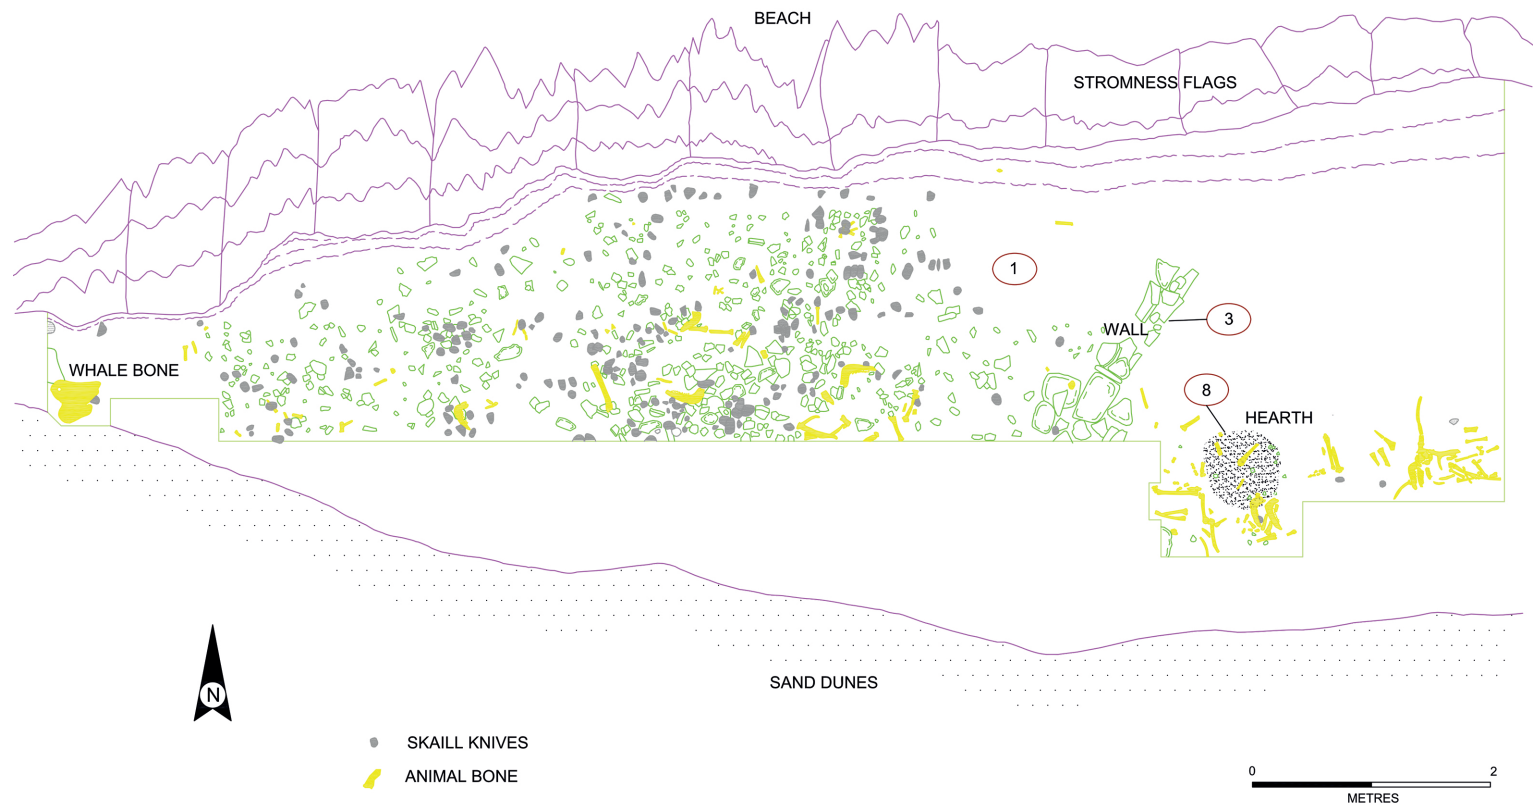 BEACH
STROMNESS FLAGS
1
3
WALL
WHALE BONE
8
HEARTH
N
SAND DUNES
SKAILL KNIVES
ANIMAL BONE
0 2
METRES